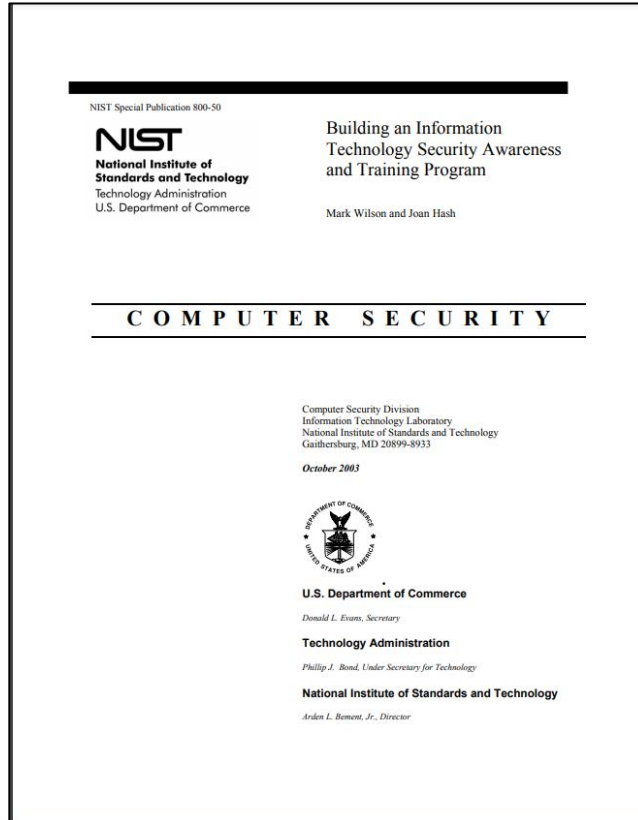 NIST Special Publication 800-50
NIST
National Institute of
Standards and Technology
Technology Administration
U.S. Department of Commerce
Building an Information
Technology Security Awareness
and Training Program
Mark Wilson and Joan Hash
COMPUTER SECURITY
Computer Security Division
Information Technology Laboratory
National Institute of Standards and Technology
Gaithersburg, MD 20899-8933
October 2003
DEPARTMENT OF COMMERCE
UNITED STATES OF AMERICA
U.S. Department of Commerce
Donald L. Evans, Secretary
Technology Administration
Phillip J. Bond, Under Secretary for Technology
National Institute of Standards and Technology
Arden L. Bement, Jr., Director